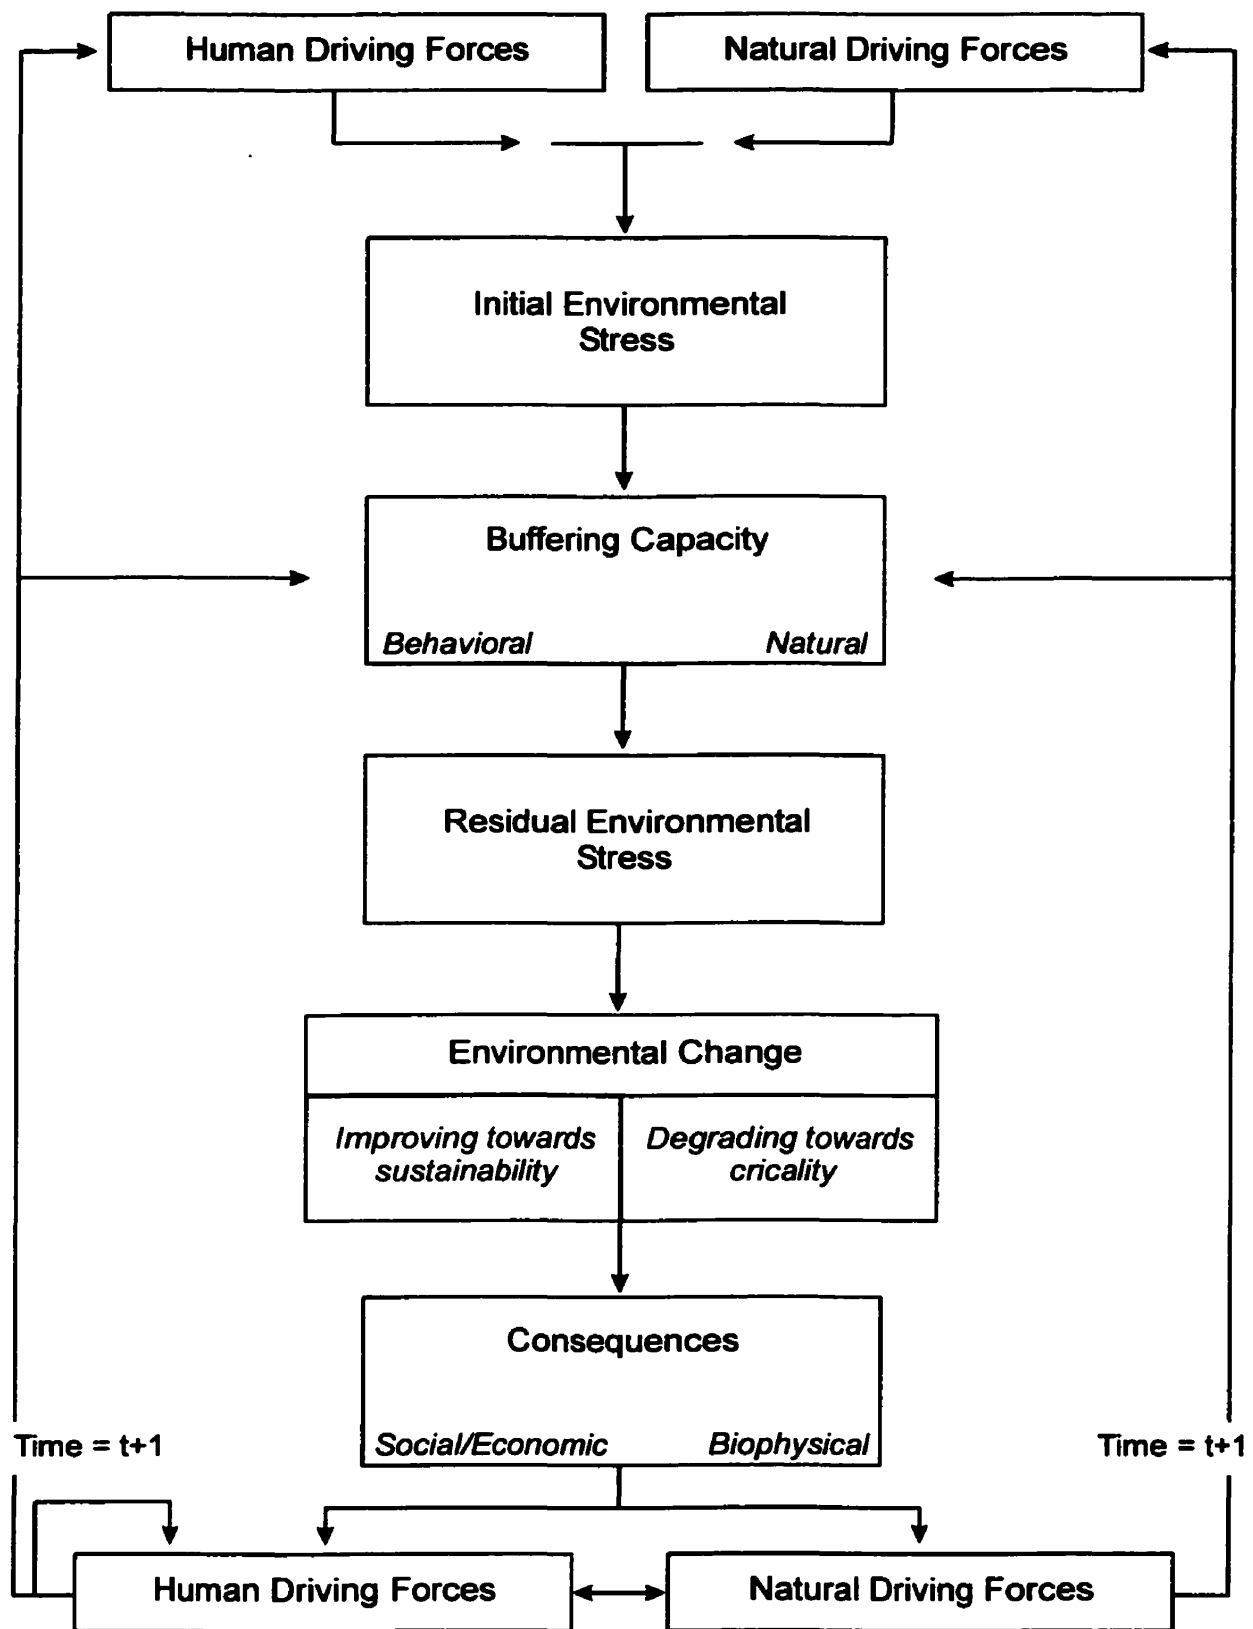 Human Driving Forces
Natural Driving Forces
Initial Environmental
Stress
Buffering Capacity
Behavioral
Natural
Residual Environmental
Stress
Environmental Change
Improving towards
sustainability
Degrading towards
cricality
Consequences
Social/Economic
Biophysical
Time = t+1
Time = t+1
Human Driving Forces
Natural Driving Forces